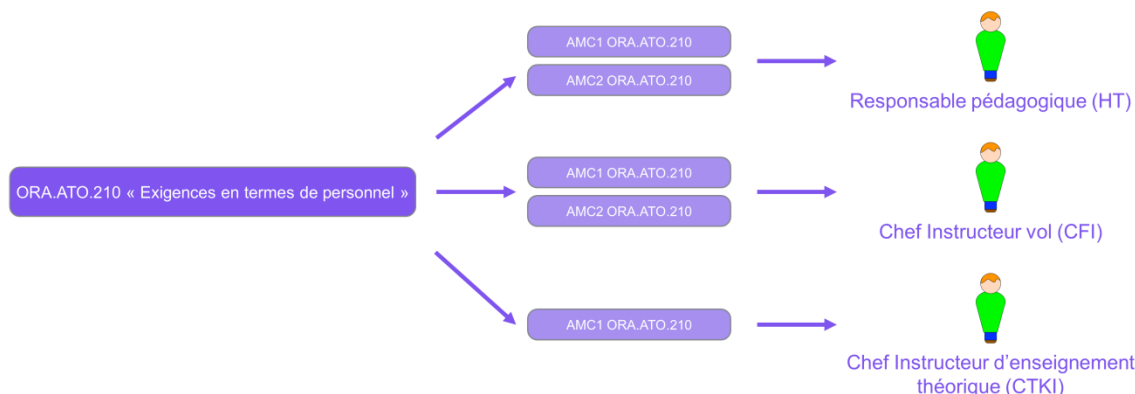 AMC1 ORA.ATO.210
AMC2 ORA.ATO.210
Responsable pédagogique (HT)
ORA.ATO.210 « Exigences en termes de personnel »
AMC1 ORA.ATO.210
AMC2 ORA.ATO.210
Chef Instructeur vol (CFI)
AMC1 ORA.ATO.210
Chef Instructeur d’enseignement
théorique (CTKI)